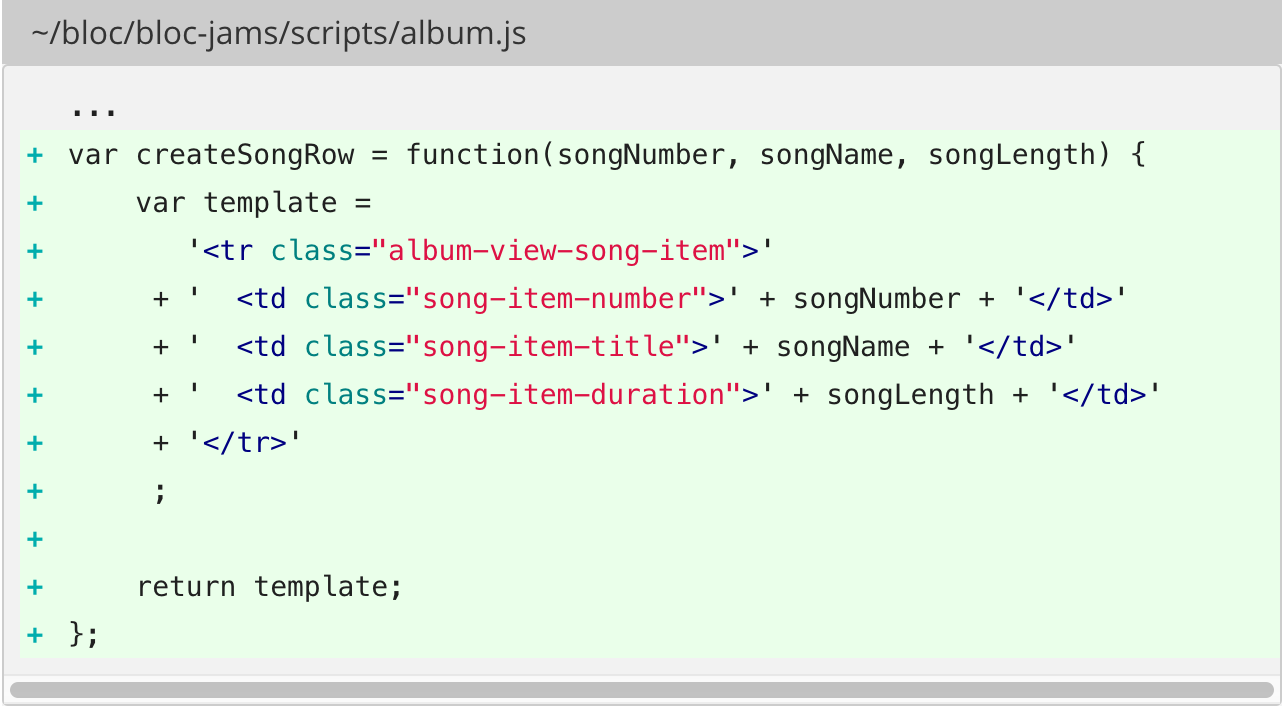 ~/bloc/bloc-jams/scripts/album.js
...
+ var createSongRow = function(songNumber, songName, songLength) {
+     var template =
+        '<tr class="album-view-song-item">'
+      + '  <td class="song-item-number">' + songNumber + '</td>'
+      + '  <td class="song-item-title">' + songName + '</td>'
+      + '  <td class="song-item-duration">' + songLength + '</td>'
+      + '</tr>'
+      ;
+
+     return template;
+ };